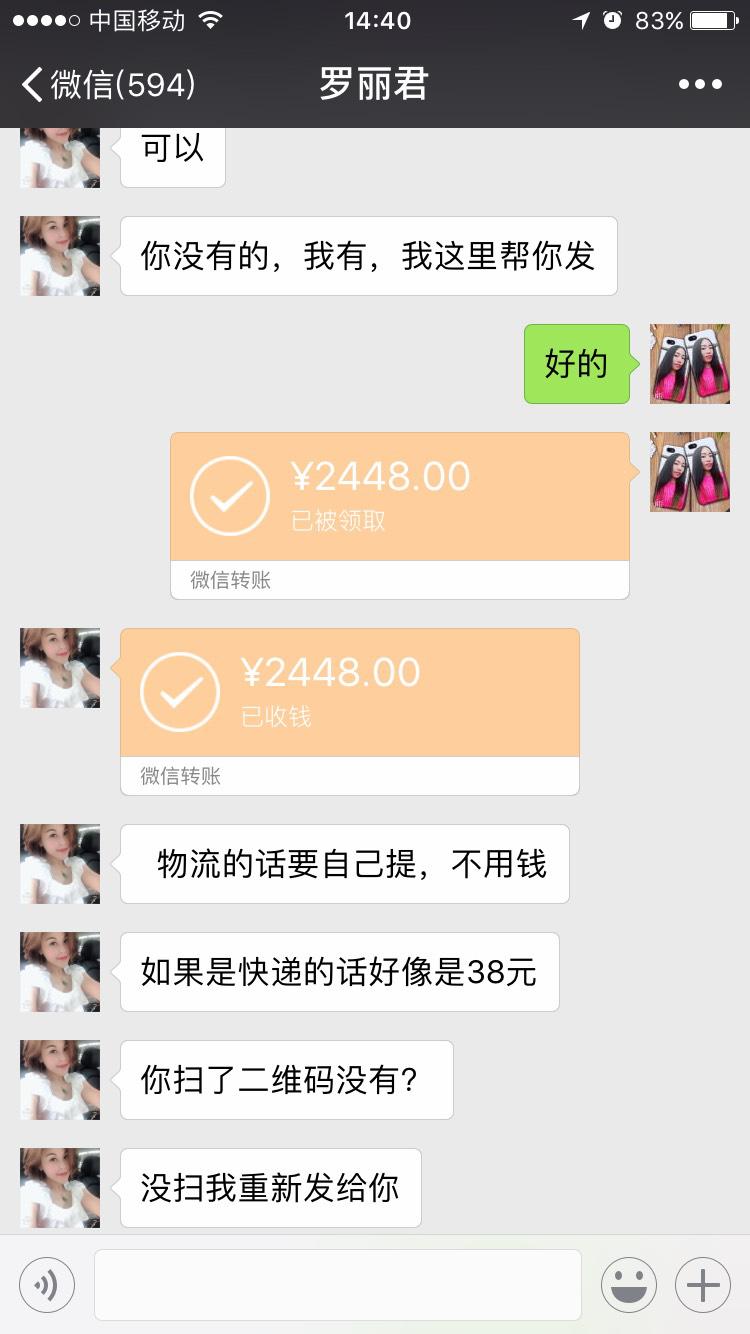 中国移动 14:40 83%
微信(594) 罗丽君
可以
你没有的，我有，我这里帮你发
好的
¥2448.00
已被领取
微信转账
¥2448.00
已收钱
微信转账
物流的话要自己提，不用钱
如果是快递的话好像是38元
你扫了二维码没有?
没扫我重新发给你